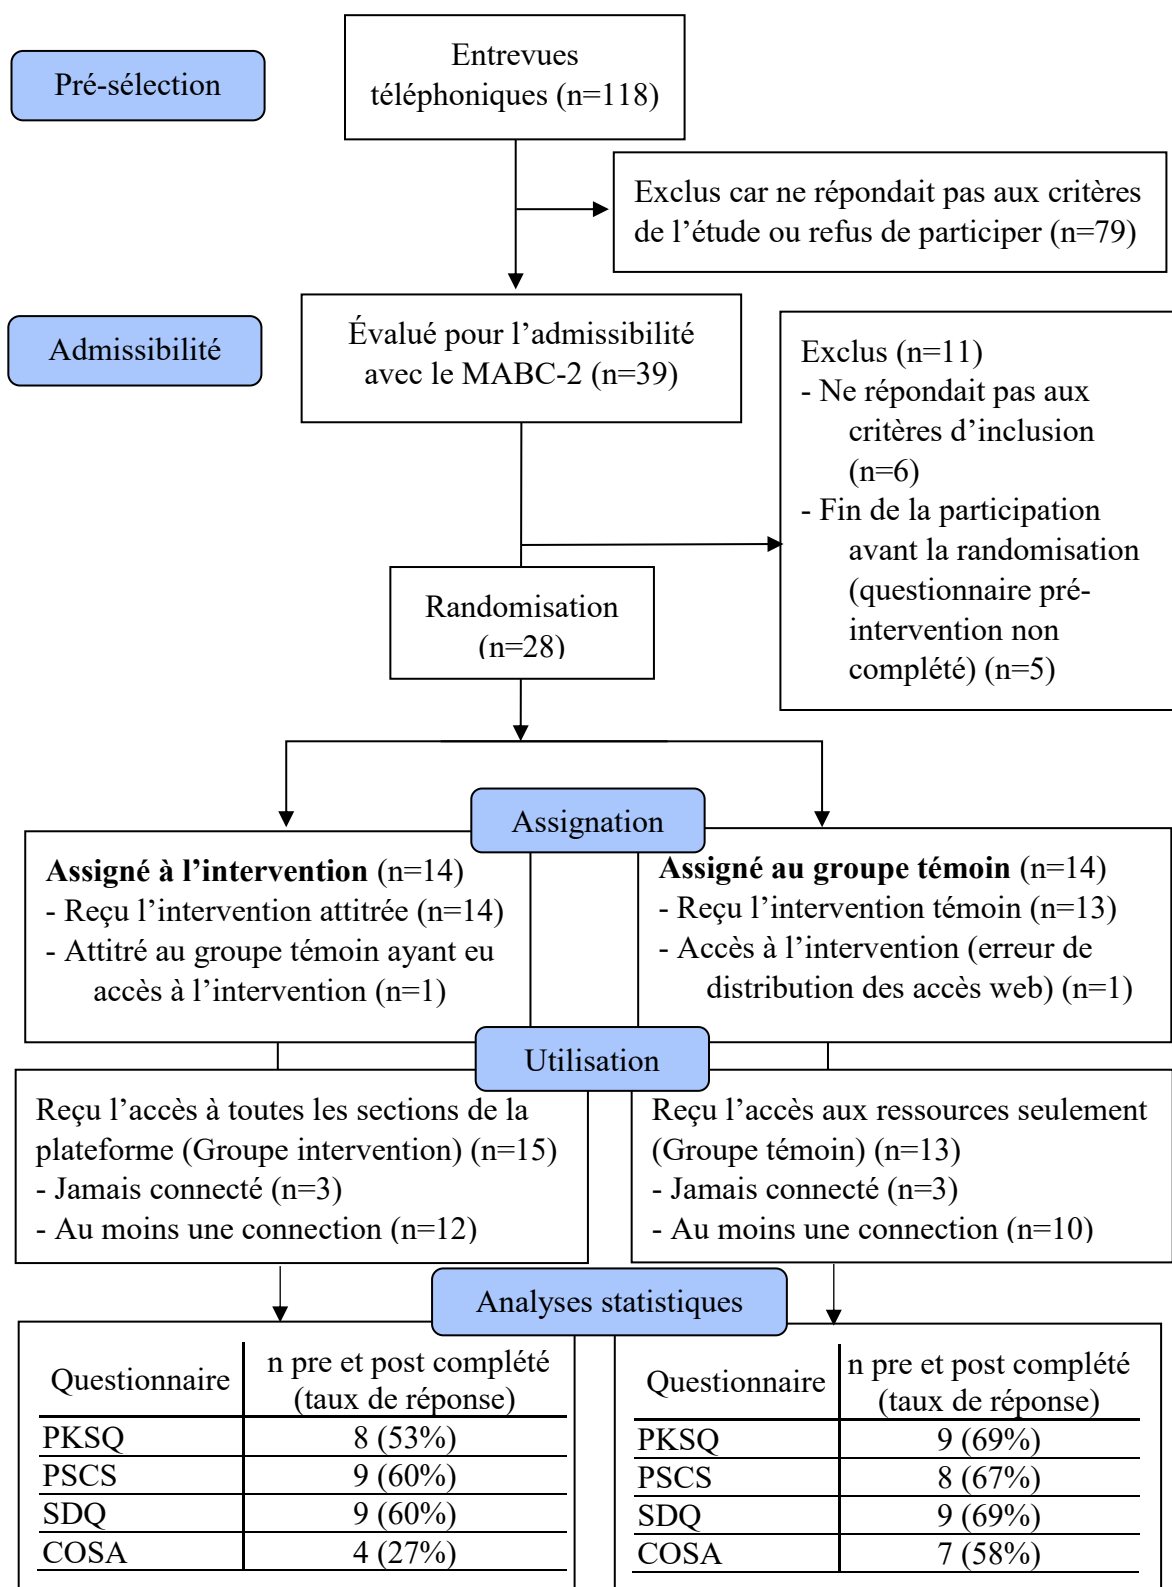 Pré-sélection
Entrevues
téléphoniques (n=118)
Exclus car ne répondait pas aux critères
de l’étude ou refus de participer (n=79)
Admissibilité
Évalué pour l’admissibilité
avec le MABC-2 (n=39)
Exclus (n=11)
- Ne répondait pas aux
critères d’inclusion
(n=6)
- Fin de la participation
avant la randomisation
(questionnaire pré-
intervention non
complété) (n=5)
Randomisation
(n=28)
Assignation
Assigné à l’intervention (n=14)
- Reçu l’intervention attitrée (n=14)
- Attitré au groupe témoin ayant eu
accès à l’intervention (n=1)
Assigné au groupe témoin (n=14)
- Reçu l’intervention témoin (n=13)
- Accès à l’intervention (erreur de
distribution des accès web) (n=1)
Utilisation
Reçu l’accès à toutes les sections de la
plateforme (Groupe intervention) (n=15)
- Jamais connecté (n=3)
- Au moins une connection (n=12)
Reçu l’accès aux ressources seulement
(Groupe témoin) (n=13)
- Jamais connecté (n=3)
- Au moins une connection (n=10)
Analyses statistiques
Questionnaire
n pre et post complété
(taux de réponse)
PKSQ 8 (53%)
PSCS 9 (60%)
SDQ 9 (60%)
COSA 4 (27%)
Questionnaire
n pre et post complété
(taux de réponse)
PKSQ 9 (69%)
PSCS 8 (67%)
SDQ 9 (69%)
COSA 7 (58%)